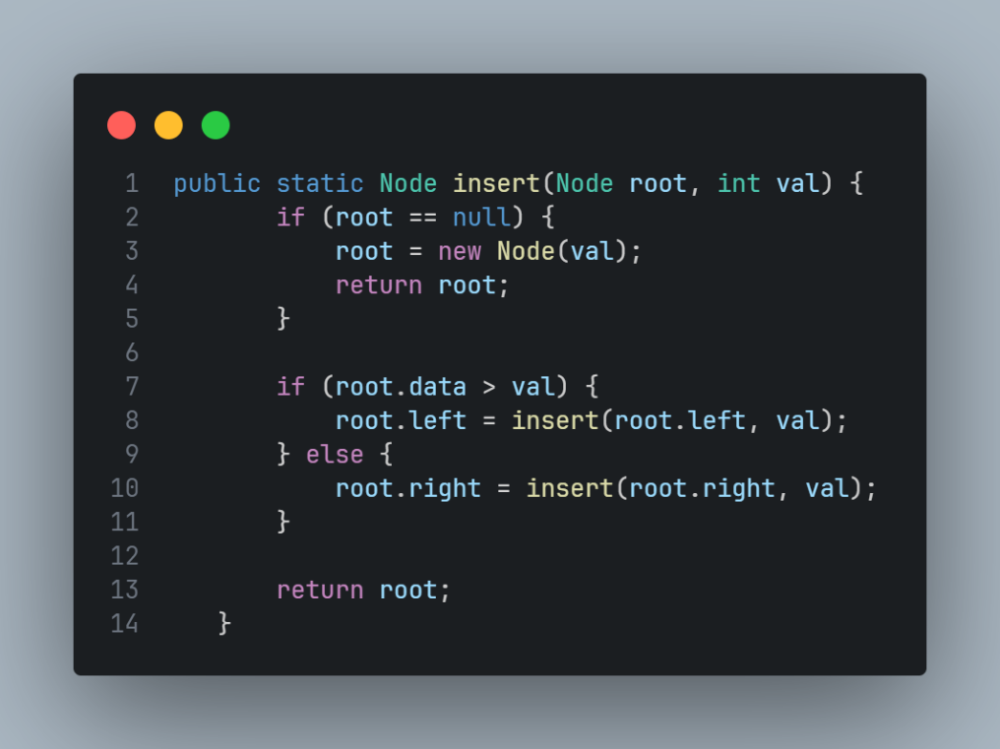 1 public static Node insert(Node root, int val) {
2 if (root == null) {
3 root = new Node(val);
4 return root;
5 }
6
7 if (root.data > val) {
8 root.left = insert(root.left, val);
9 } else {
10 root.right = insert(root.right, val);
11 }
12
13 return root;
14 }